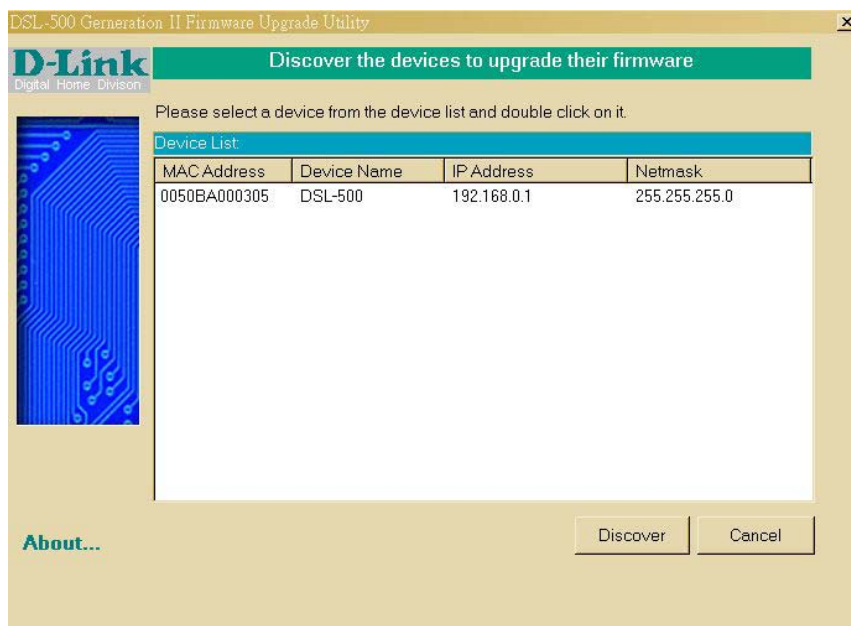 DSL-500 Gerneration II Firmware Upgrade Utility
D-Link
Digital Home Divison
Discover the devices to upgrade their firmware
Please select a device from the device list and double click on it.
Device List:
MAC Address Device Name IP Address Netmask
0050BA000305 DSL-500 192.168.0.1 255.255.255.0
About...
Discover Cancel